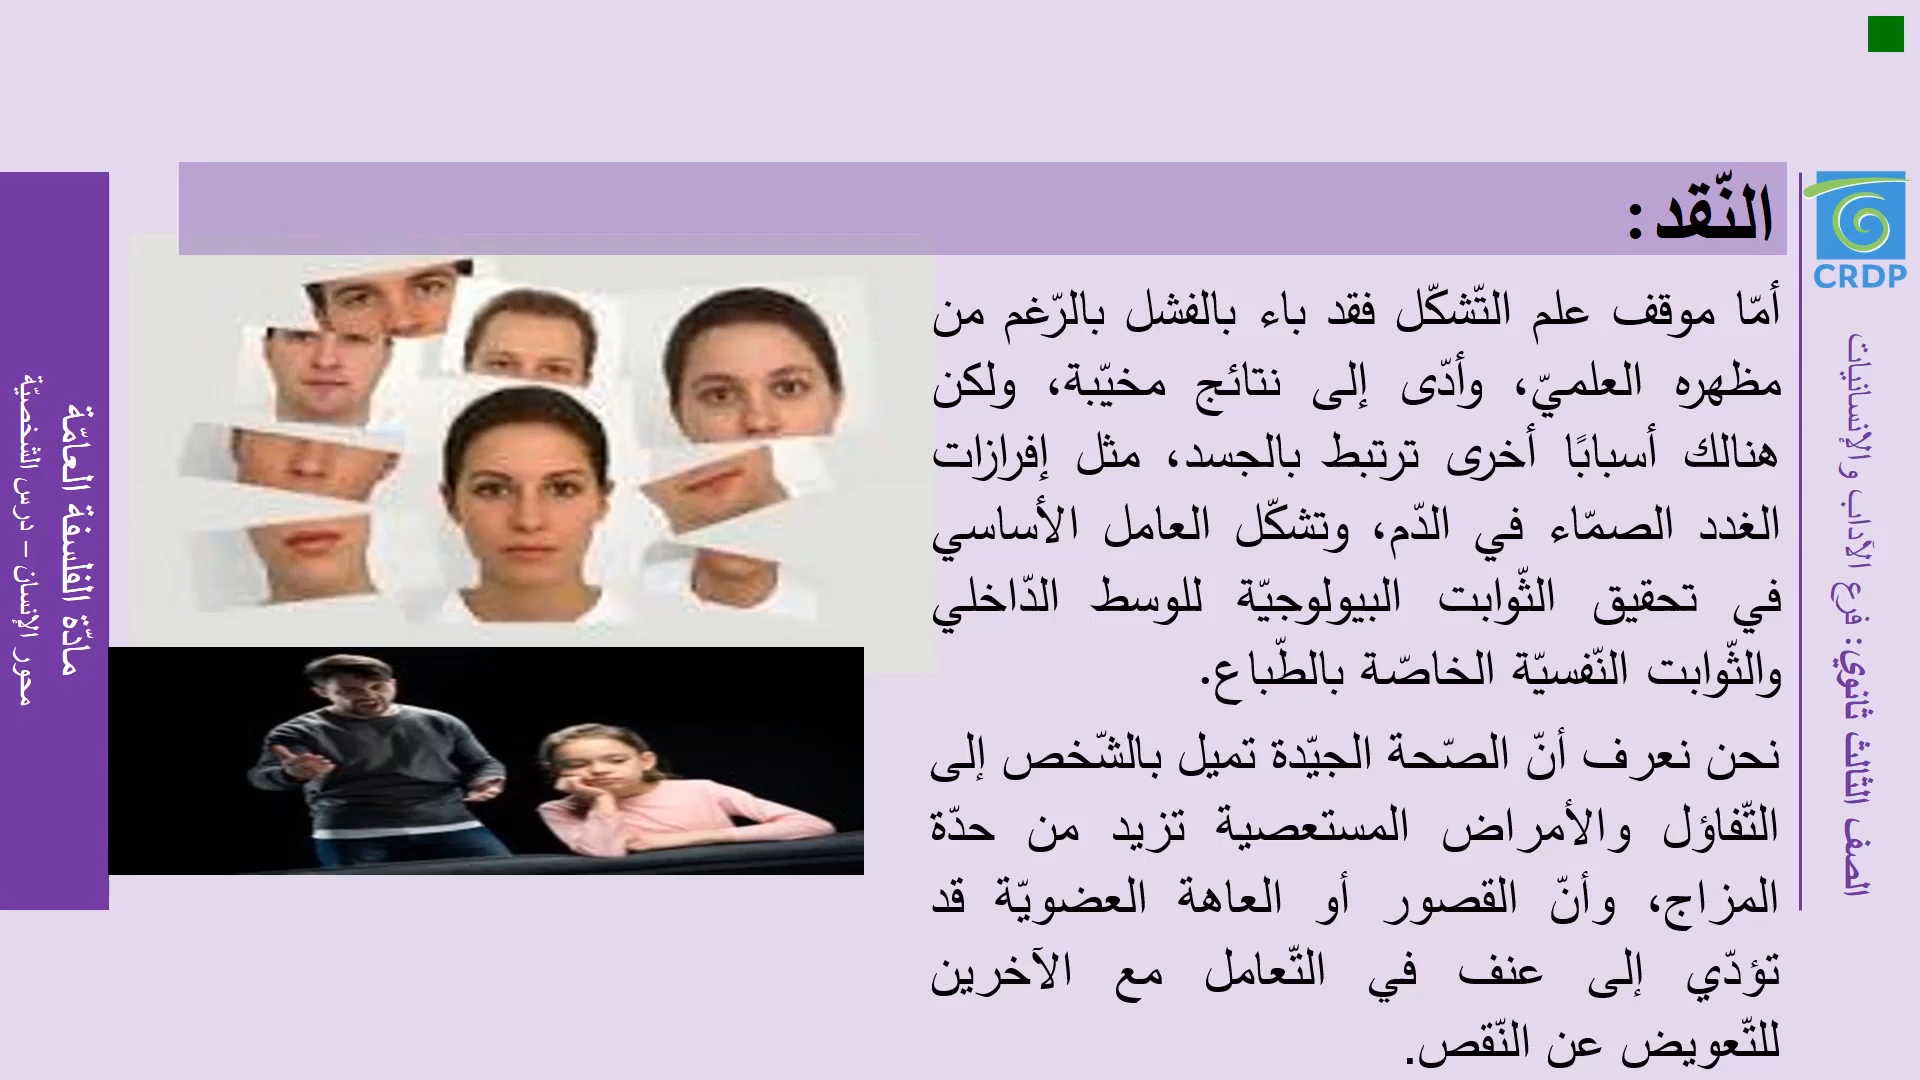 النّقد:
أمّا موقف علم التّشكّل فقد باء بالفشل بالرّغم من
مظهره العلميّ، وأدّى إلى نتائج مخيّبة، ولكن
هنالك أسبابًا أخرى ترتبط بالجسد، مثل إفرازات
الغدد الصمّاء في الدّم، وتشكّل العامل الأساسي
في تحقيق الثّوابت البيولوجيّة للوسط الدّاخلي
والثّوابت النّفسيّة الخاصّة بالطّباع.
نحن نعرف أنّ الصّحة الجيّدة تميل بالشّخص إلى
التّفاؤل والأمراض المستعصية تزيد من حدّة
المزاج، وأنّ القصور أو العاهة العضويّة قد
تؤدّي إلى عنف في التّعامل مع الآخرين
للتّعويض عن النّقص.
CRDP
الصف الثالث ثانوي: فرع الآداب والإنسانيات
مادّة الفلسفة العامّة
محور الإنسان – درس الشخصيّة